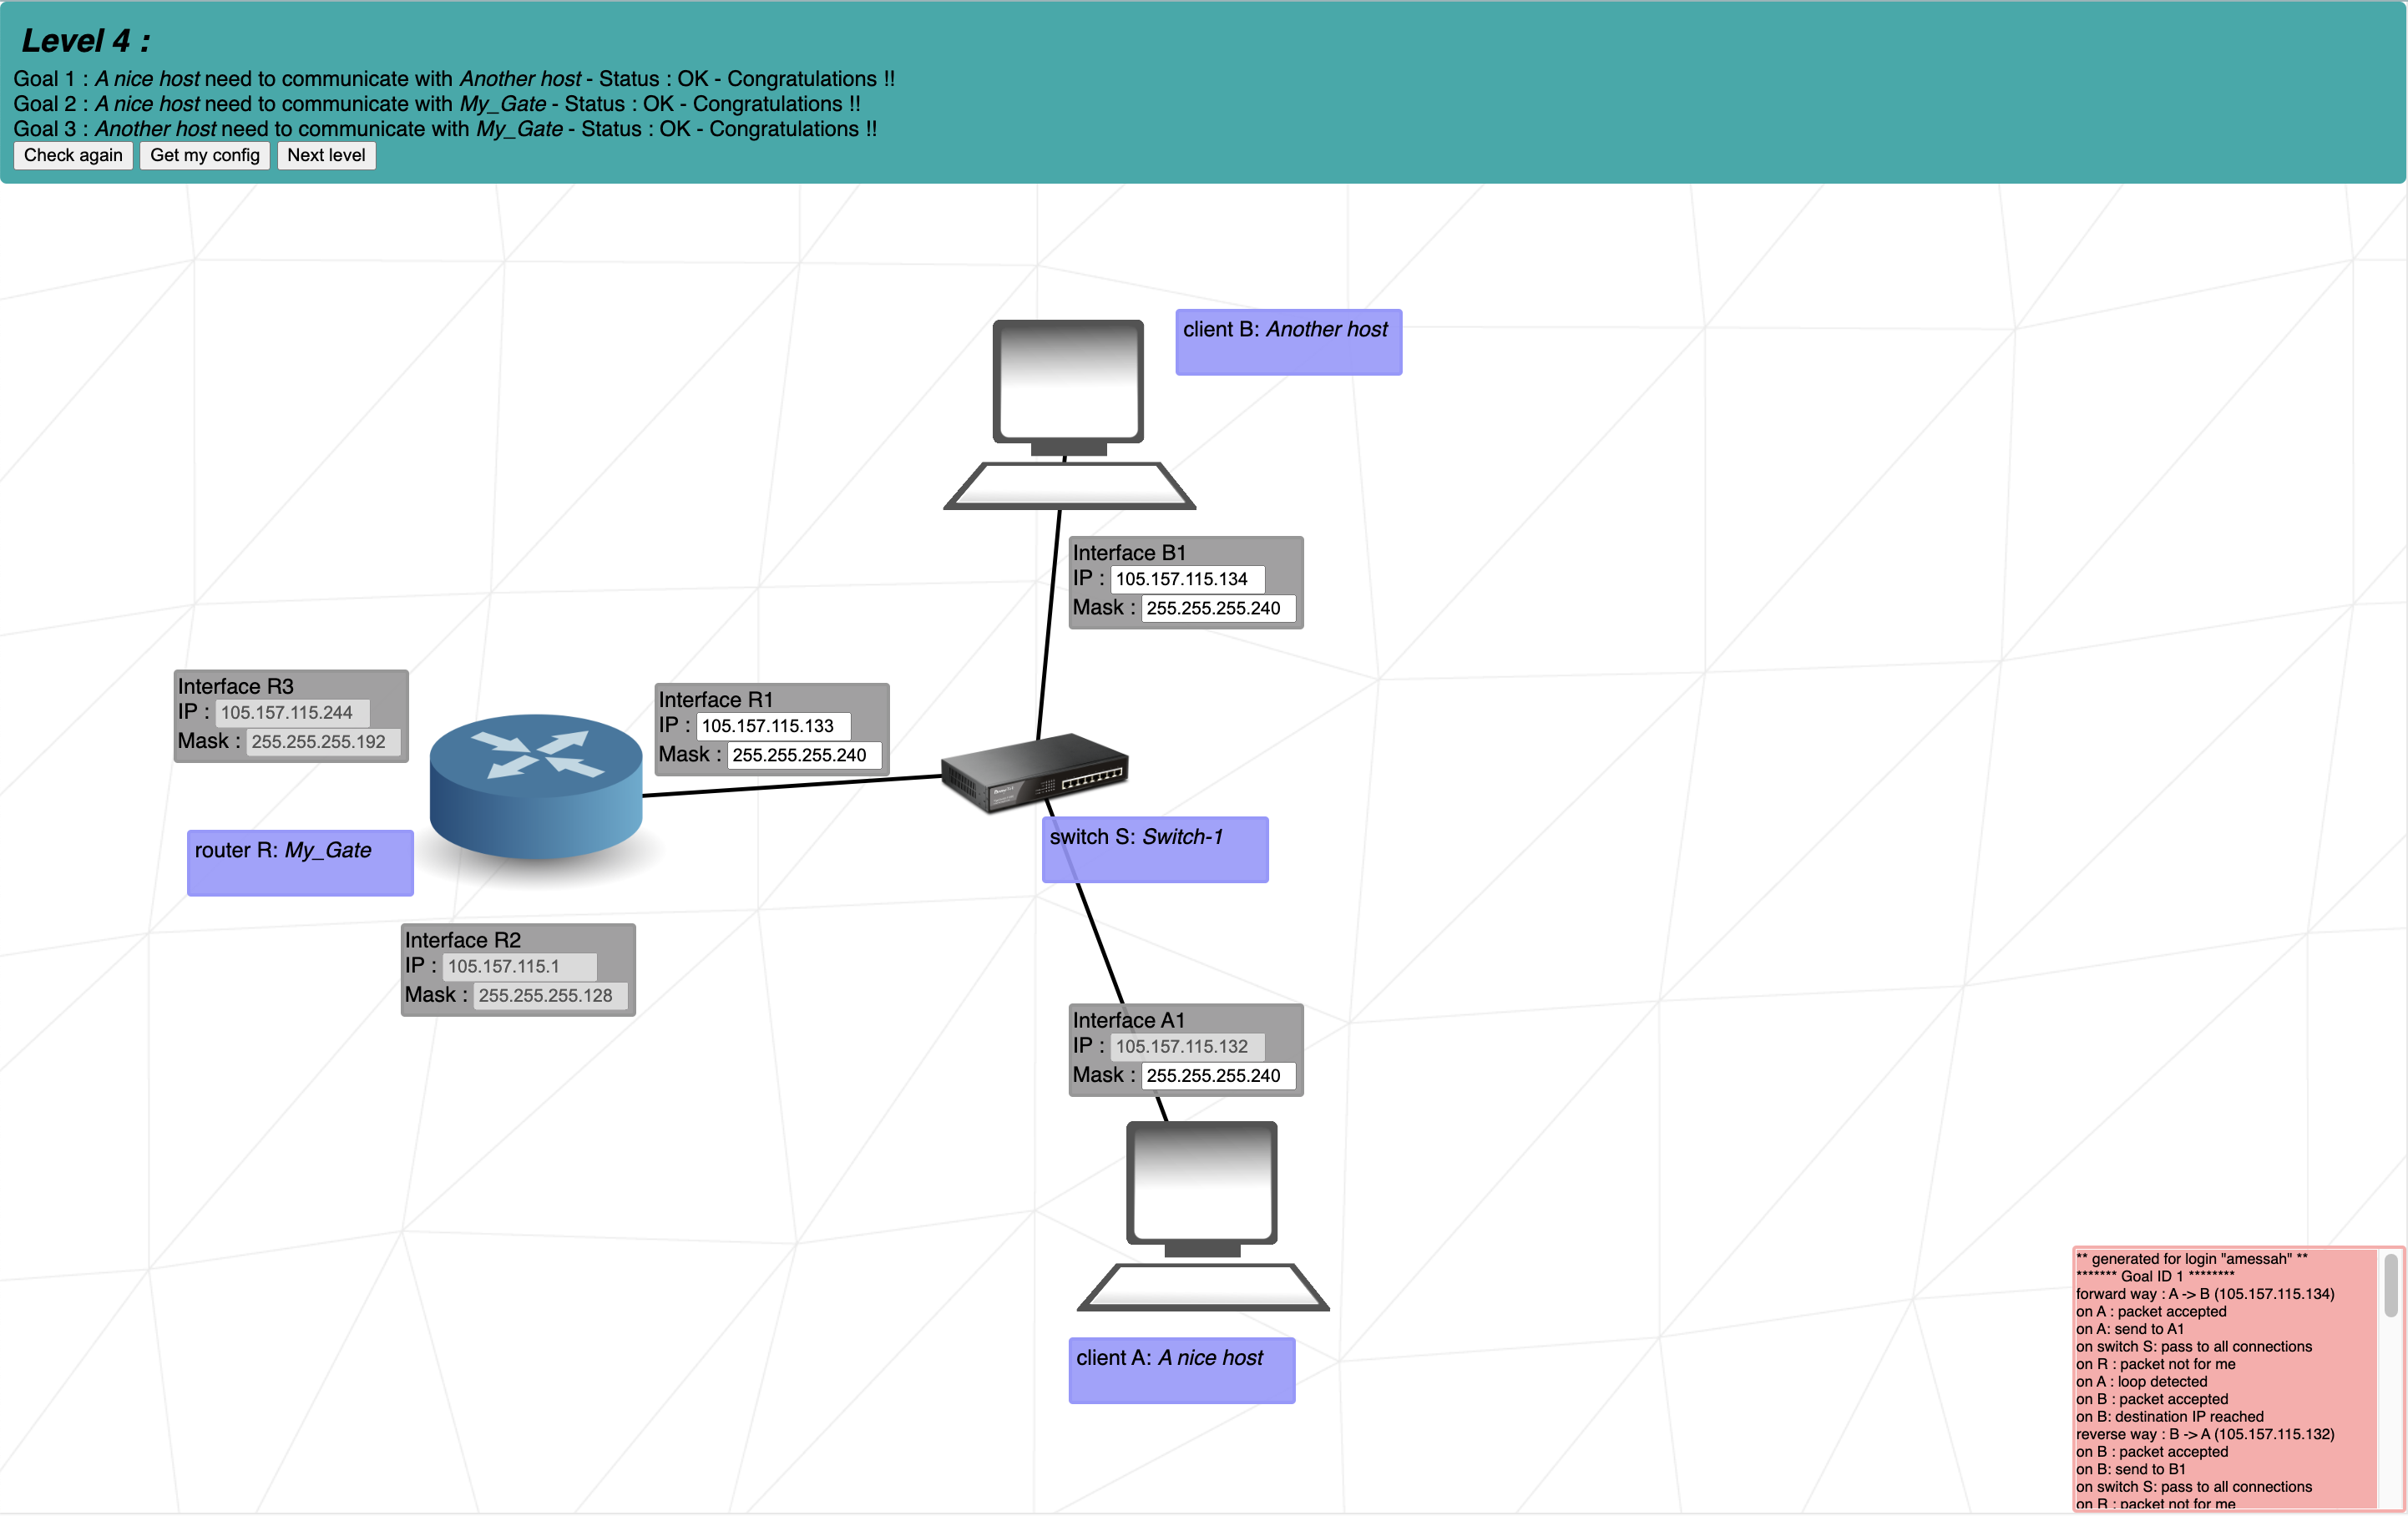 Level 4 :
Goal 1 : A nice host need to communicate with Another host - Status : OK - Congratulations !!
Goal 2 : A nice host need to communicate with My_Gate - Status : OK - Congratulations !!
Goal 3 : Another host need to communicate with My_Gate - Status : OK - Congratulations !!
Check again Get my config Next level
client B: Another host
Interface B1
IP : 105.157.115.134
Mask : 255.255.255.240
Interface R3
IP : 105.157.115.244
Mask : 255.255.255.192
Interface R1
IP : 105.157.115.133
Mask : 255.255.255.240
router R: My_Gate
switch S: Switch-1
Interface R2
IP : 105.157.115.1
Mask : 255.255.255.128
Interface A1
IP : 105.157.115.132
Mask : 255.255.255.240
client A: A nice host
** generated for login "amessah" **
******* Goal ID 1 ********
forward way : A -> B (105.157.115.134)
on A : packet accepted
on A: send to A1
on switch S: pass to all connections
on R : packet not for me
on A : loop detected
on B : packet accepted
on B: destination IP reached
reverse way : B -> A (105.157.115.132)
on B : packet accepted
on B: send to B1
on switch S: pass to all connections
on R : packet not for me